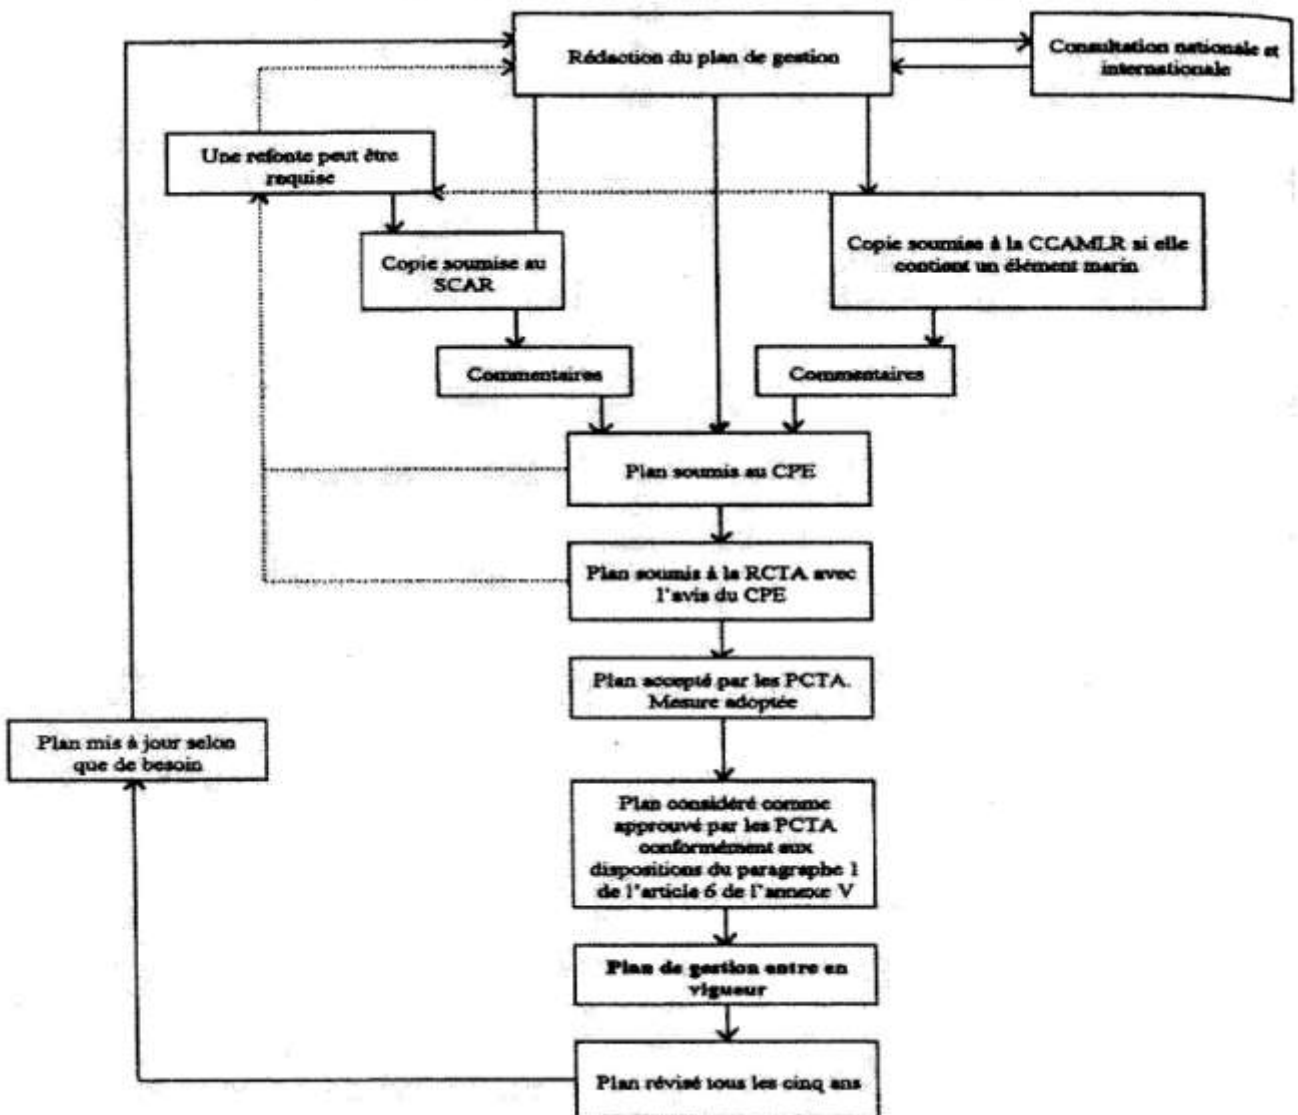 Rédaction du plan de gestion
Consultation nationale et
internationale
Une refonte peut être
requise
Copie soumise au
SCAR
Copie soumise à la CCAMLR si elle
contient un élément marin
Commentaires
Commentaires
Plan soumis au CPE
Plan soumis à la RCTA avec
l'avis du CPE
Plan accepté par les PCTA.
Mesure adoptée
Plan mis à jour selon
que de besoin
Plan considéré comme
approuvé par les PCTA
conformément aux
dispositions du paragraphe 1
de l'article 6 de l'annexe V
Plan de gestion entre en
vigueur
Plan révisé tous les cinq ans